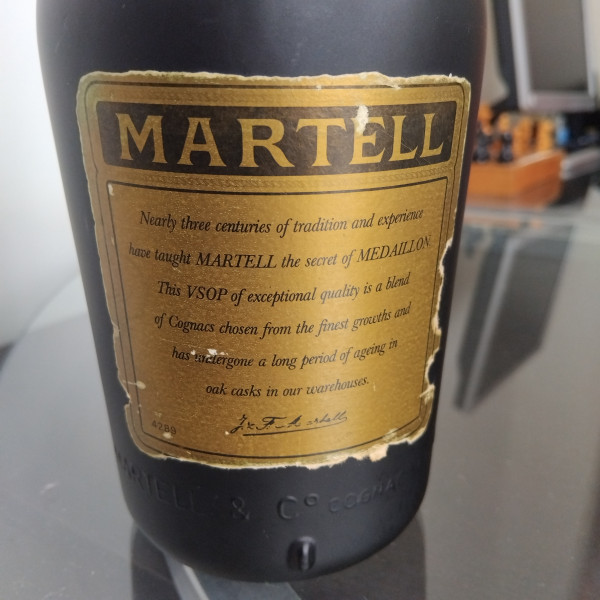 MARTELL
Nearly three centuries of tradition and experience
have taught MARTELL the secret of MEDAILLON.
This VSOP of exceptional quality is a blend
of Cognacs chosen from the finest growths and
has undergone a long period of ageing in
oak casks in our warehouses.
4280
J & F. Martell
MARTELL & Cº COGNAC